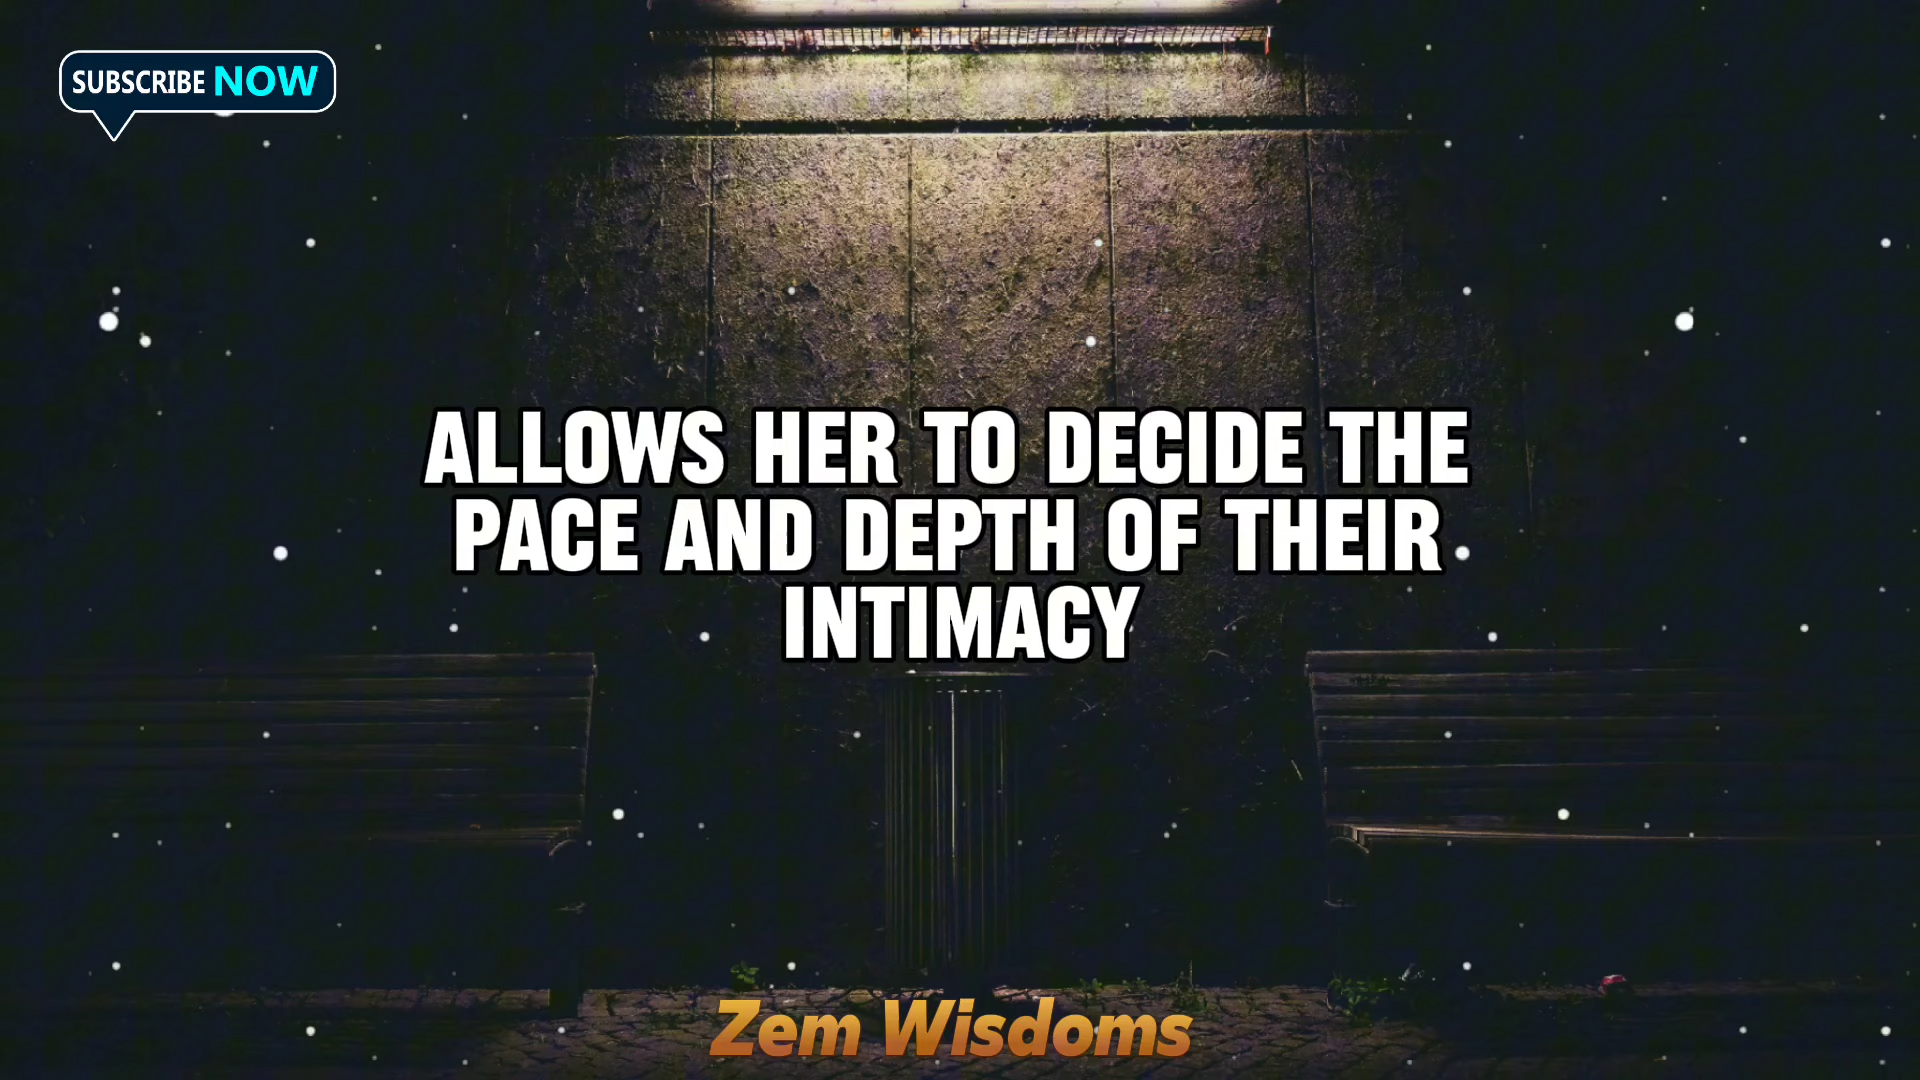 SUBSCRIBE NOW
ALLOWS HER TO DECIDE THE
PACE AND DEPTH OF THEIR
INTIMACY
Zem Wisdoms